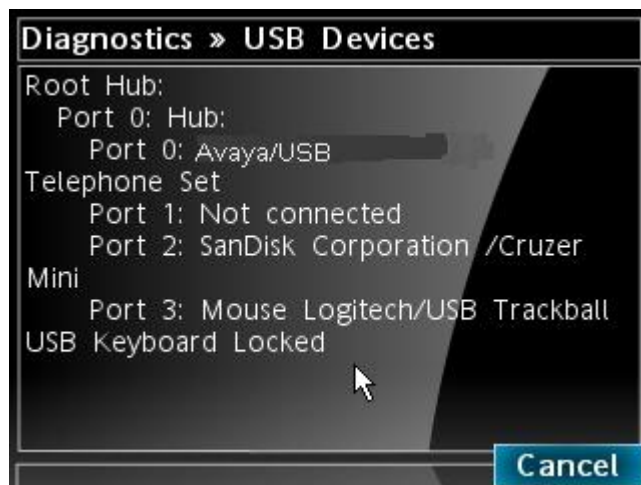 Diagnostics » USB Devices
Root Hub:
Port 0: Hub:
Port 0: Avaya/USB
Telephone Set
Port 1: Not connected
Port 2: SanDisk Corporation /Cruzer
Mini
Port 3: Mouse Logitech/USB Trackball
USB Keyboard Locked
Cancel